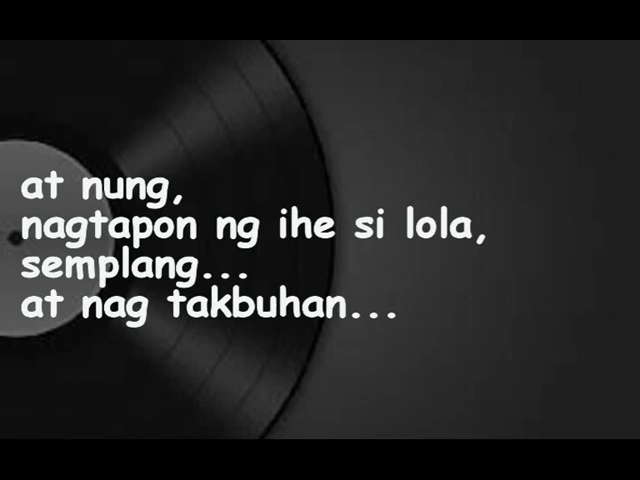 at nung,
nagtapon ng ihe si lola,
semplang...
at nag takbuhan...